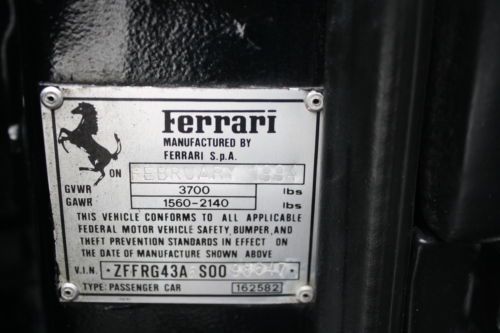 Ferrari
MANUFACTURED BY
FERRARI S.p.A.
ON FEBRUARY 1994
GVWR 3700 lbs
GAWR 1560-2140 lbs
THIS VEHICLE CONFORMS TO ALL APPLICABLE
FEDERAL MOTOR VEHICLE SAFETY, BUMPER, AND
THEFT PREVENTION STANDARDS IN EFFECT ON
THE DATE OF MANUFACTURE SHOWN ABOVE
V.I.N. ·ZFFRG43A S00
TYPE: PASSENGER CAR 162582